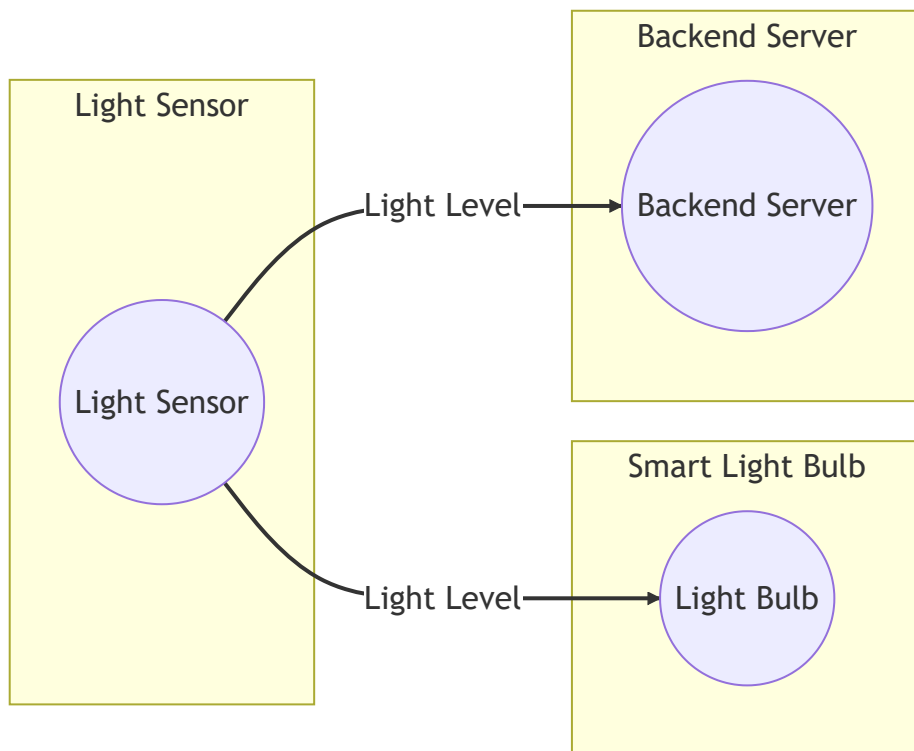 Backend Server
Light Sensor
Light Level
Backend Server
Light Sensor
Smart Light Bulb
Light Level
Light Bulb